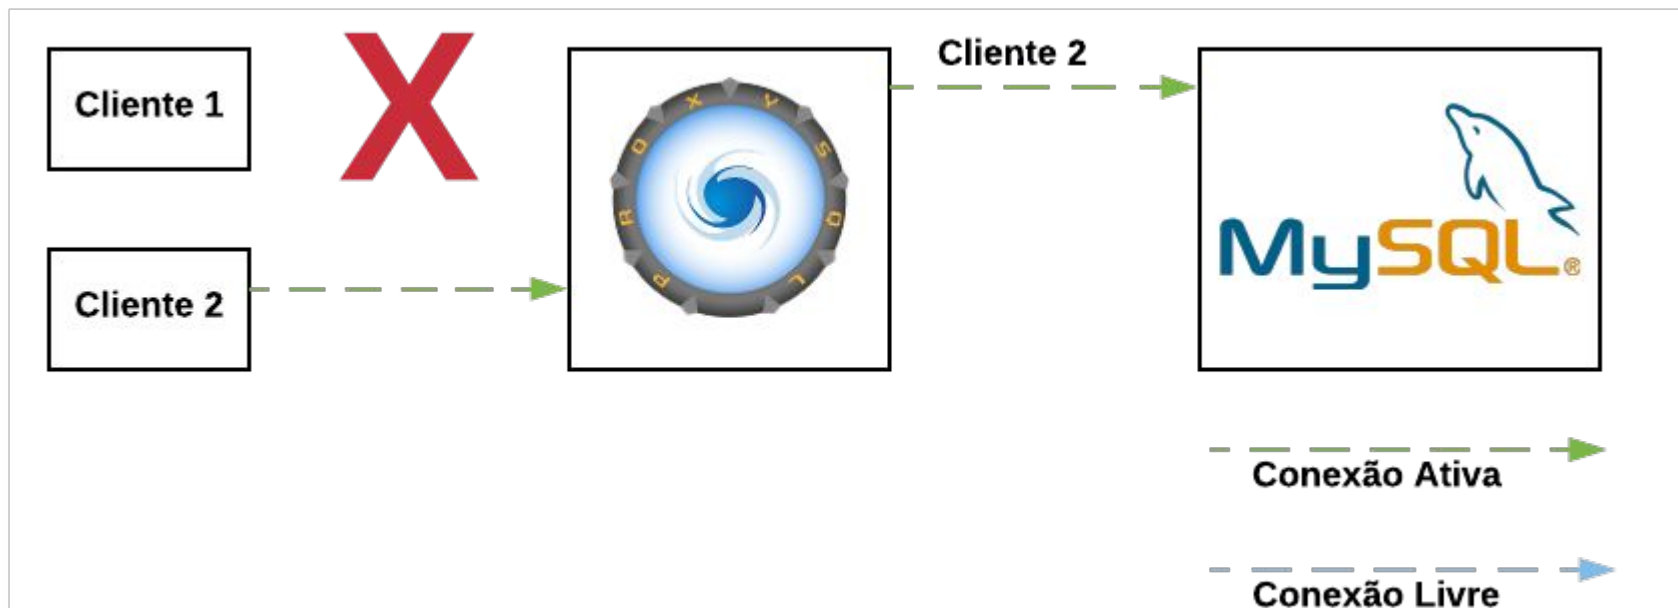 Cliente 1
Cliente 2
PROXYSQL
Cliente 2
MySQL®
Conexão Ativa
Conexão Livre